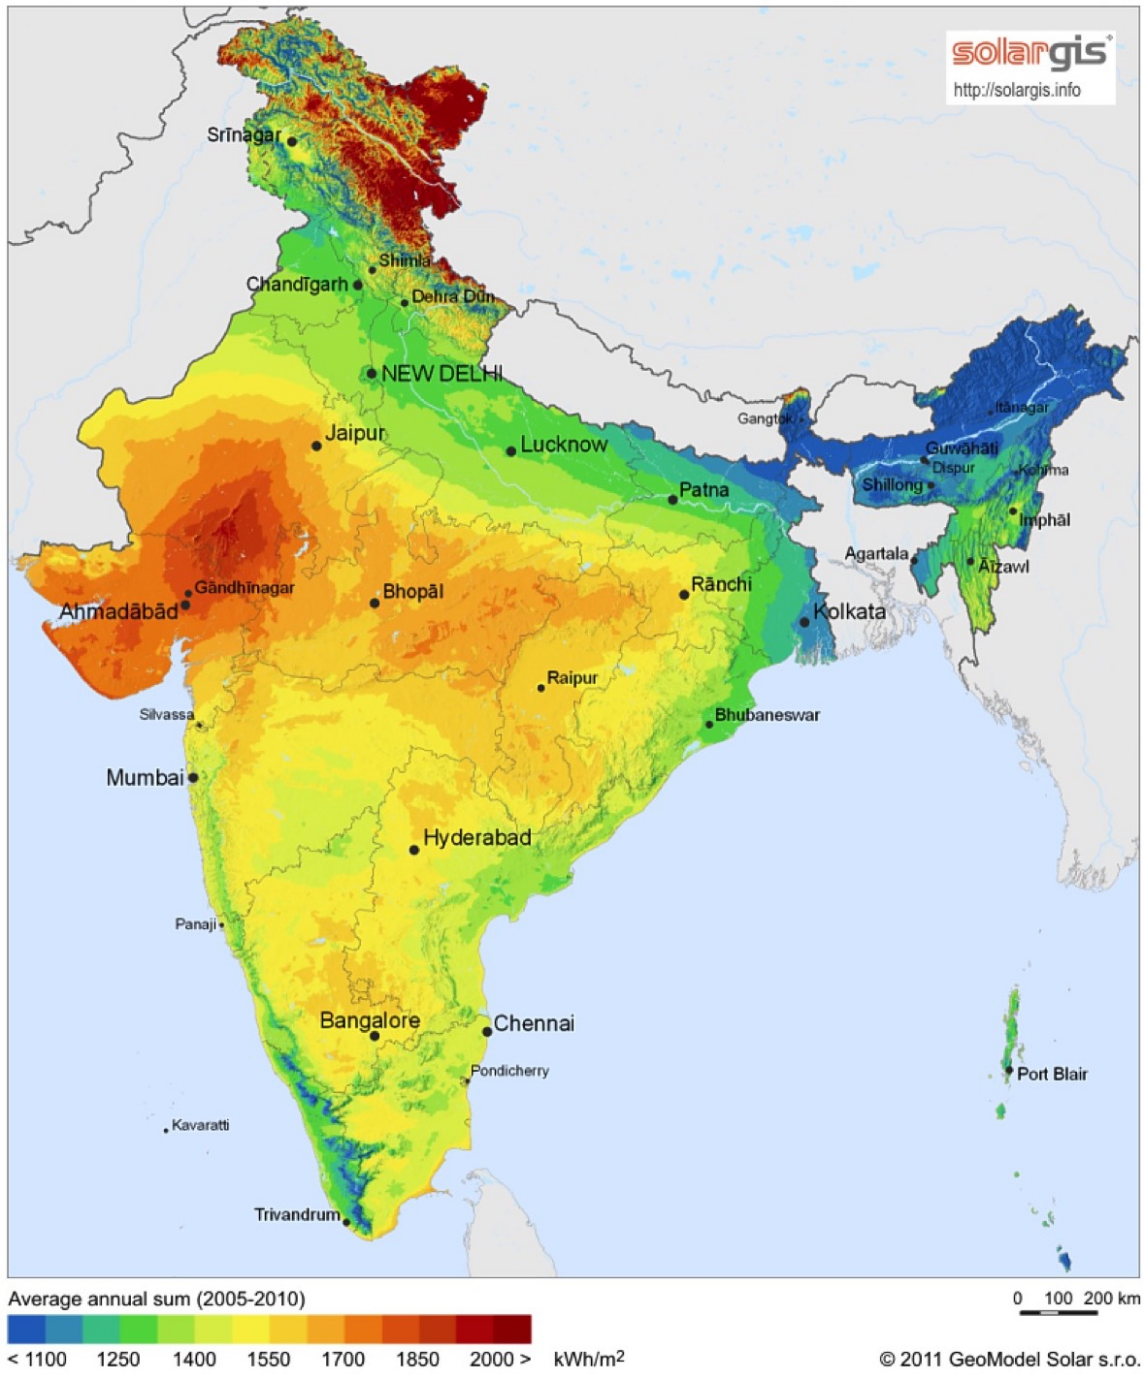 solargis
http://solargis.info
Srīnagar
Shimla
Chandīgarh
Dehra Dūn
NEW DELHI
Jaipur
Lucknow
Gangtok
Itānagar
Guwāhāti
Dispur
Kohīma
Shillong
Patna
Imphāl
Agartala
Āīzawl
Gāndhīnagar
Ahmadābād
Bhopāl
Rānchi
Kolkata
Raipur
Silvassa
Bhubaneswar
Mumbai
Hyderabad
Panaji
Bangalore
Chennai
Pondicherry
Port Blair
Kavaratti
Trivandrum
Average annual sum (2005-2010)
0 100 200 km
< 1100 1250 1400 1550 1700 1850 2000 > kWh/m²
© 2011 GeoModel Solar s.r.o.